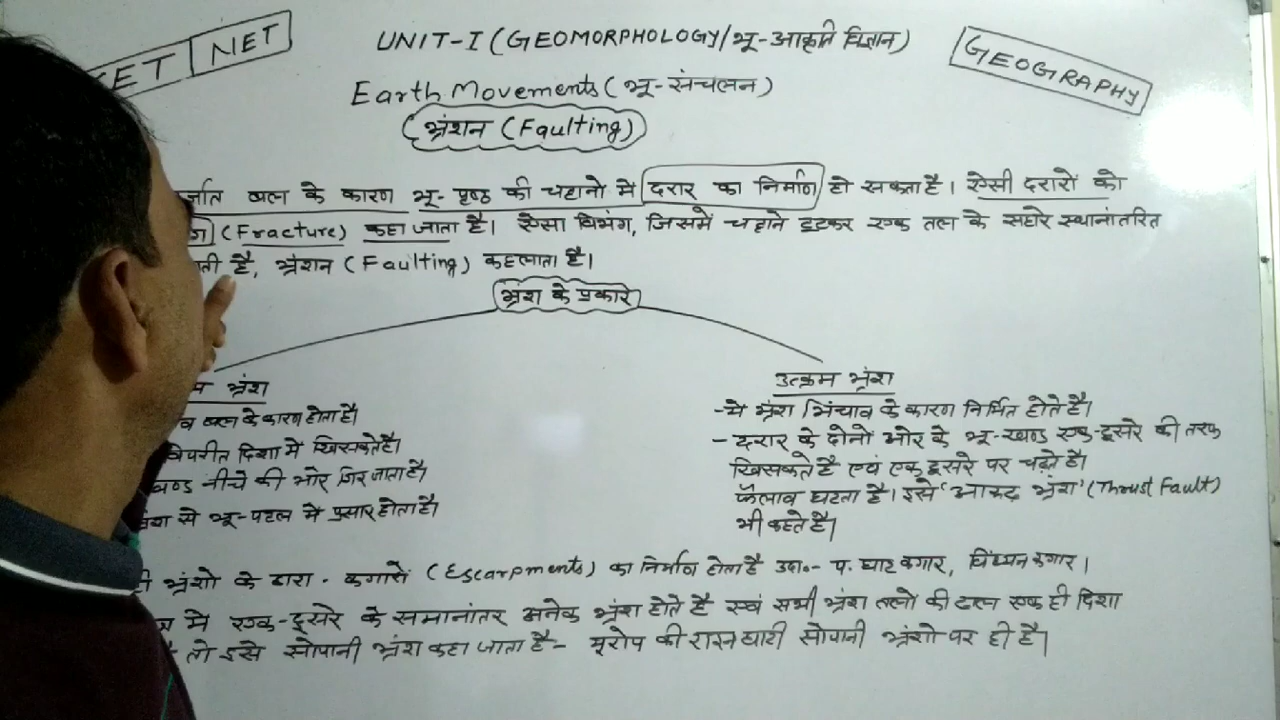 ET NET
UNIT-I (GEOMORPHOLOGY/भू-आकृति विज्ञान)
GEOGRAPHY
Earth Movements (भू-संचलन)
भ्रंशन (Faulting)
र्जात बल के कारण भू-पृष्ठ की चट्टानों में दरार का निर्माण हो सकता है। ऐसी दरारों को
(Fracture) कहा जाता है। ऐसा विभंग, जिसमें चट्टाने टूटकर एक तल के सहारे स्थानांतरित
ती है, भ्रंशन (Faulting) कहलाता है।
भ्रंश के प्रकार
भ्रंश
व बल के कारण होता है।
विपरीत दिशा में खिसकते है।
खण्ड नीचे की ओर गिर जाता है।
भ्रंश से भू-पटल में प्रसार होता है।
उत्क्रम भ्रंश
-ये भ्रंश भिंचाव के कारण निर्मित होते है।
-दरार के दोनो ओर के भू-खण्ड एक-दूसरे की तरफ
खिसकते है एवं एक दूसरे पर चढ़ते है।
फैलाव घटता है। इसे 'आरूढ़ भ्रंश' (Thrust Fault)
भी कहते है।
भ्रंशो के द्वारा - कगारों (Escarpments) का निर्माण होता है उदा०- प. घाट कगार, विंध्यन कगार।
में एक-दूसरे के समानांतर अनेक भ्रंश होते है एवं सभी भ्रंश तलो की ढाल एक ही दिशा
तो इसे सोपानी भ्रंश कहा जाता है- यूरोप की राइन घाटी सोपानी भ्रंशो पर ही है।